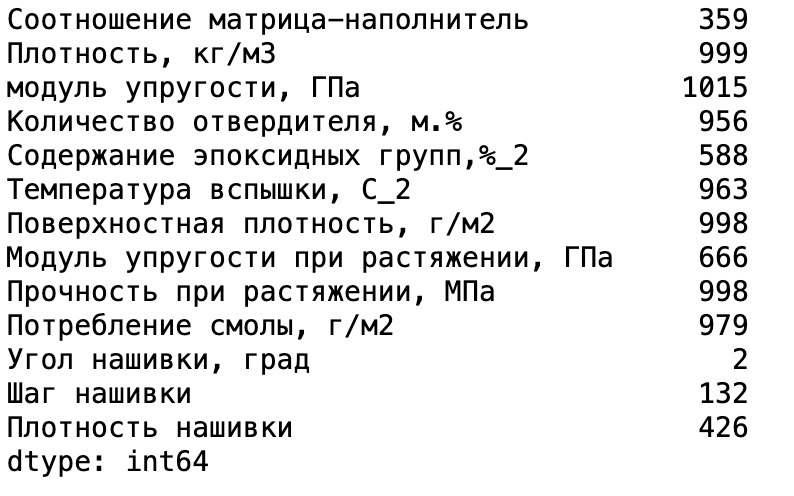 Соотношение матрица-наполнитель 359
Плотность, кг/м3 999
модуль упругости, ГПа 1015
Количество отвердителя, м.% 956
Содержание эпоксидных групп,%_2 588
Температура вспышки, С_2 963
Поверхностная плотность, г/м2 998
Модуль упругости при растяжении, ГПа 666
Прочность при растяжении, МПа 998
Потребление смолы, г/м2 979
Угол нашивки, град 2
Шаг нашивки 132
Плотность нашивки 426
dtype: int64